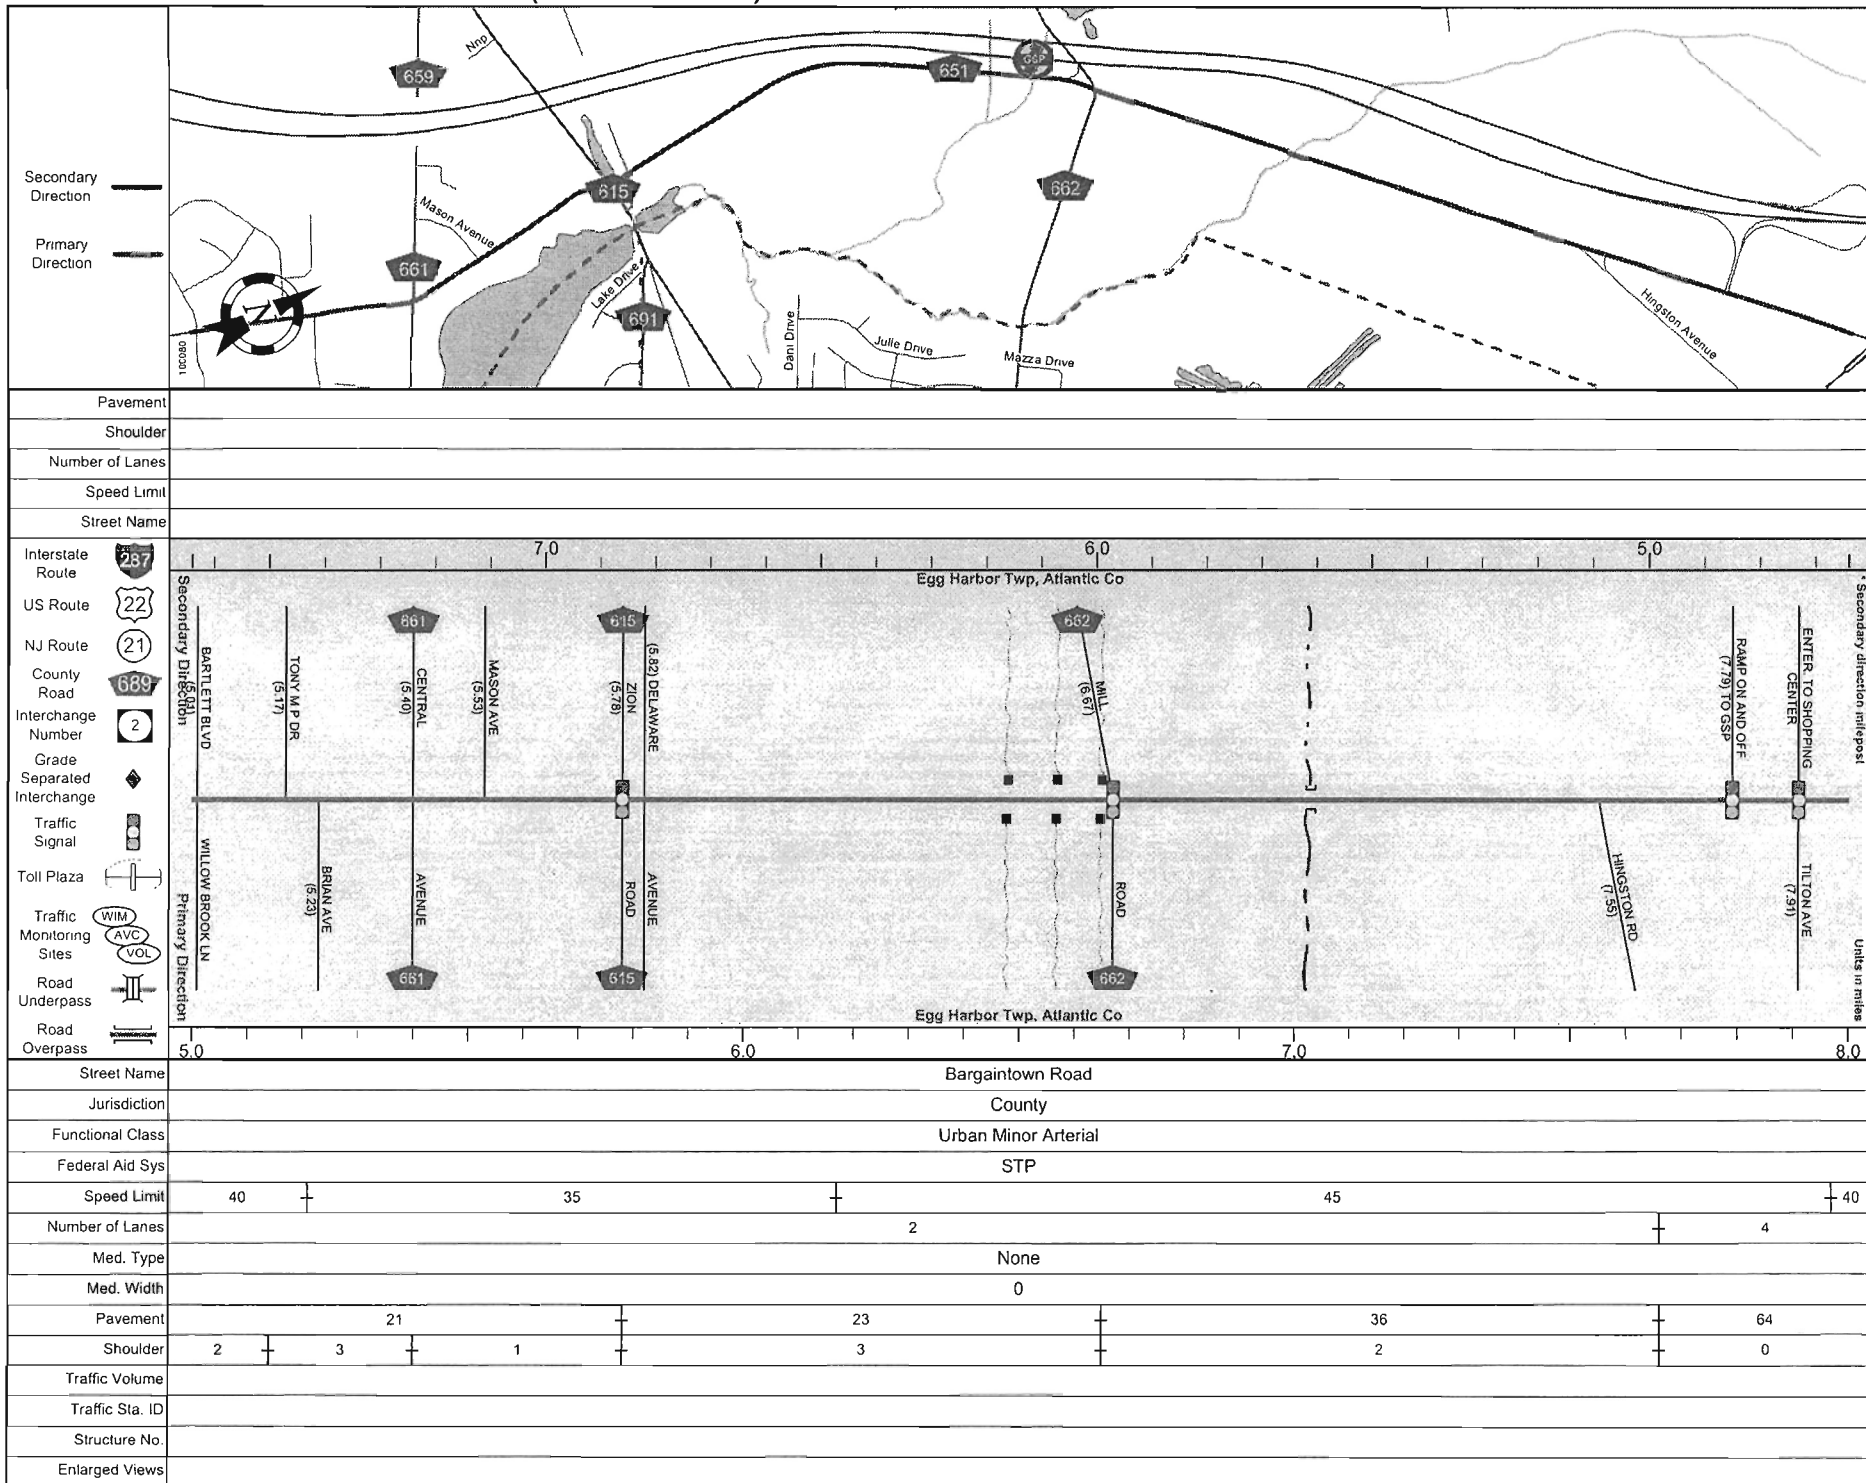 659
Nnp
651
GSP
Secondary
Direction
Primary
Direction
615
662
Mason Avenue
661
Lake Drive
691
N
Dani Drive
Julie Drive
Mazza Drive
Hingston Avenue
Pavement
Shoulder
Number of Lanes
Speed Limit
Street Name
Interstate
Route
287
US Route
22
NJ Route
21
County
Road
689
Interchange
Number
2
Grade
Separated
Interchange
Traffic
Signal
Toll Plaza
Traffic
Monitoring
Sites
WIM
AVC
VOL
Road
Underpass
Road
Overpass
7.0
6.0
5.0
Egg Harbor Twp, Atlantic Co
Secondary Direction
BARTLETT BLVD
(5.01)
TONY M P DR
(5.17)
661
CENTRAL
(5.40)
MASON AVE
(5.53)
615
ZION
(5.78)
(5.82) DELAWARE
662
MILL
(6.67)
RAMP ON AND OFF
(7.79) TO GSP
ENTER. TO SHOPPING
CENTER
Secondary direction milepost
Primary Direction
WILLOW BROOK LN
BRIAN AVE
(5.23)
AVENUE
661
ROAD
615
AVENUE
ROAD
662
HINGSTON RD
(7.55)
TILTON AVE
(7.91)
Units in miles
Egg Harbor Twp, Atlantic Co
5.0
6.0
7.0
8.0
Street Name
Bargaintown Road
Jurisdiction
County
Functional Class
Urban Minor Arterial
Federal Aid Sys
STP
Speed Limit
40
35
45
40
Number of Lanes
2
4
Med. Type
None
Med. Width
0
Pavement
21
23
36
64
Shoulder
2
3
1
3
2
0
Traffic Volume
Traffic Sta. ID
Structure No.
Enlarged Views